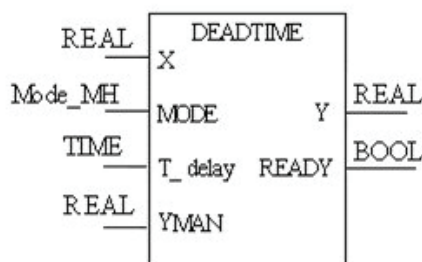 DEADTIME
REAL
X
Mode_MH
MODE
Y
REAL
TIME
T_delay
READY
BOOL
REAL
YMAN